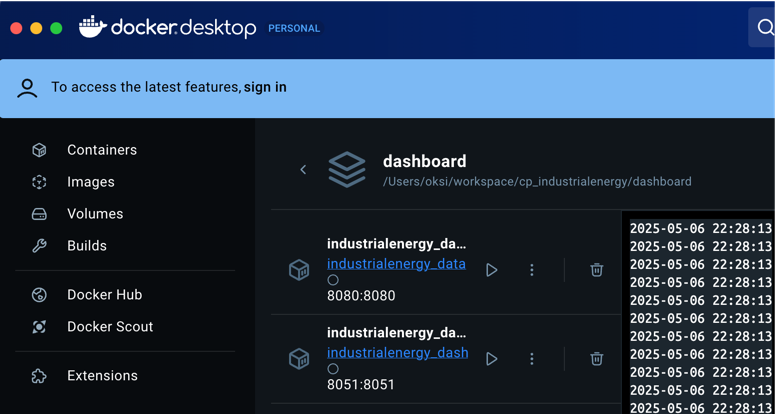 docker.desktop PERSONAL
To access the latest features, sign in
Containers
Images
Volumes
Builds
Docker Hub
Docker Scout
Extensions
dashboard
/Users/oksi/workspace/cp_industrialenergy/dashboard
industrialenergy_da...
industrialenergy_data
8080:8080
industrialenergy_da...
industrialenergy_dash
8051:8051
2025-05-06 22:28:13
2025-05-06 22:28:13
2025-05-06 22:28:13
2025-05-06 22:28:13
2025-05-06 22:28:13
2025-05-06 22:28:13
2025-05-06 22:28:13
2025-05-06 22:28:13
2025-05-06 22:28:13
2025-05-06 22:28:13
2025-05-06 22:28:13